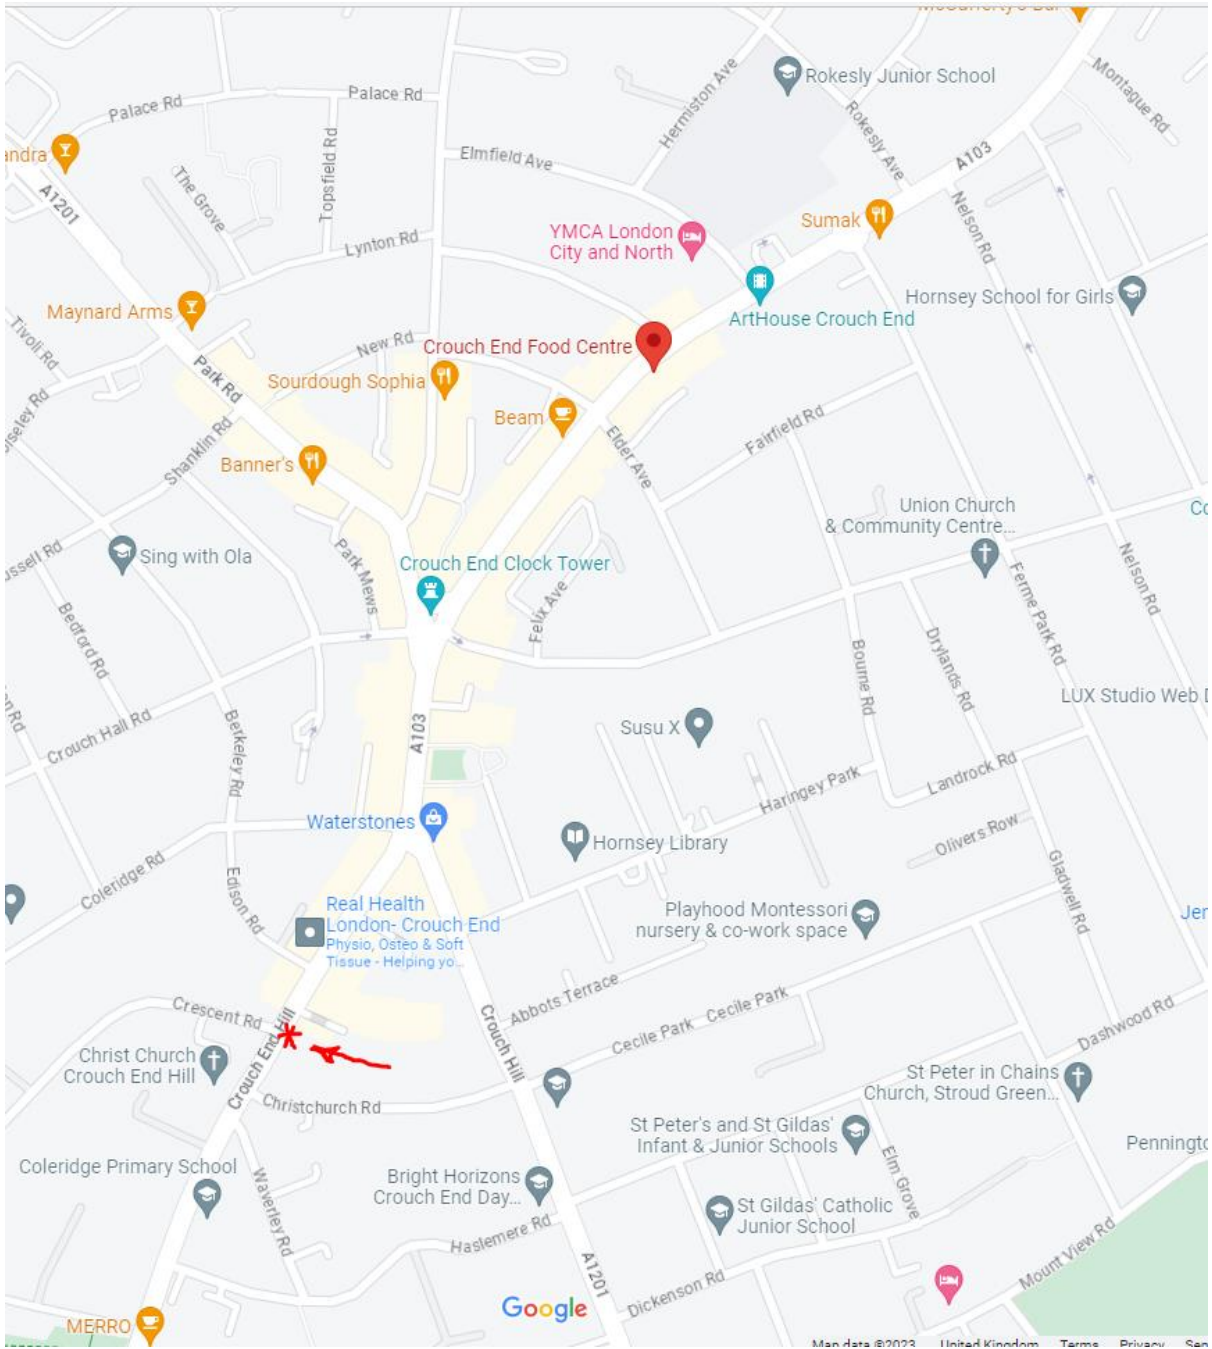 Rokesly Junior School
Montague Rd
Palace Rd
Palace Rd
Hermiston Ave
Rokesly Ave
andra
Elmfield Ave
A103
A1201
The Grove
Topsfield Rd
Nelson Rd
Sumak
YMCA London
City and North
Lynton Rd
Hornsey School for Girls
Maynard Arms
ArtHouse Crouch End
Tivoli Rd
New Rd
Crouch End Food Centre
Park Rd
Sourdough Sophia
Beam
Fairfield Rd
Shanklin Rd
Elder Ave
Banner's
Union Church
& Community Centre...
Co
Sing with Ola
Park Mews
Crouch End Clock Tower
Ferme Park Rd
Nelson Rd
ussell Rd
Felix Ave
Bedford Rd
Bourne Rd
Drylands Rd
LUX Studio Web D
Crouch Hall Rd
Berkeley Rd
A103
Susu X
Landrock Rd
Haringey Park
Waterstones
Hornsey Library
Olivers Row
Coleridge Rd
Edison Rd
Gladwell Rd
Real Health
London- Crouch End
Physio, Osteo & Soft
Tissue - Helping yo...
Playhood Montessori
nursery & co-work space
Jer
Abbots Terrace
Crescent Rd
Crouch End Hill
Crouch Hill
Cecile Park
Cecile Park
Dashwood Rd
Christ Church
Crouch End Hill
Christchurch Rd
St Peter in Chains
Church, Stroud Green...
St Peter's and St Gildas'
Infant & Junior Schools
Penningto
Coleridge Primary School
Bright Horizons
Crouch End Day...
Waverley Rd
Elm Grove
St Gildas' Catholic
Junior School
Haslemere Rd
Mount View Rd
A1201
Dickenson Rd
Google
MERRO
Map data ©2023 United Kingdom Terms Privacy